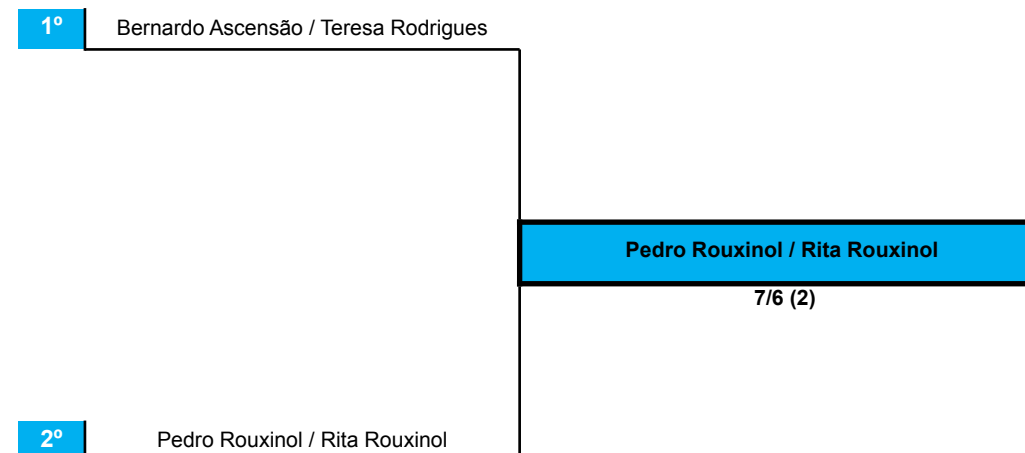 1º Bernardo Ascensão / Teresa Rodrigues
Pedro Rouxinol / Rita Rouxinol
7/6 (2)
2º Pedro Rouxinol / Rita Rouxinol